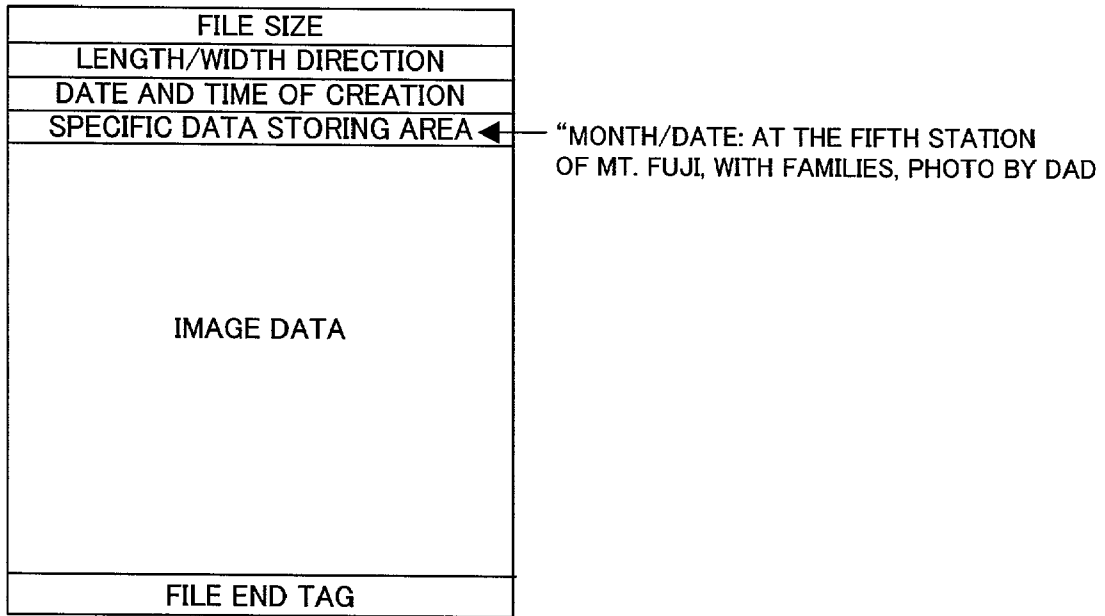 FILE SIZE
LENGTH/WIDTH DIRECTION
DATE AND TIME OF CREATION
SPECIFIC DATA STORING AREA
“MONTH/DATE: AT THE FIFTH STATION
OF MT. FUJI, WITH FAMILIES, PHOTO BY DAD
IMAGE DATA
FILE END TAG